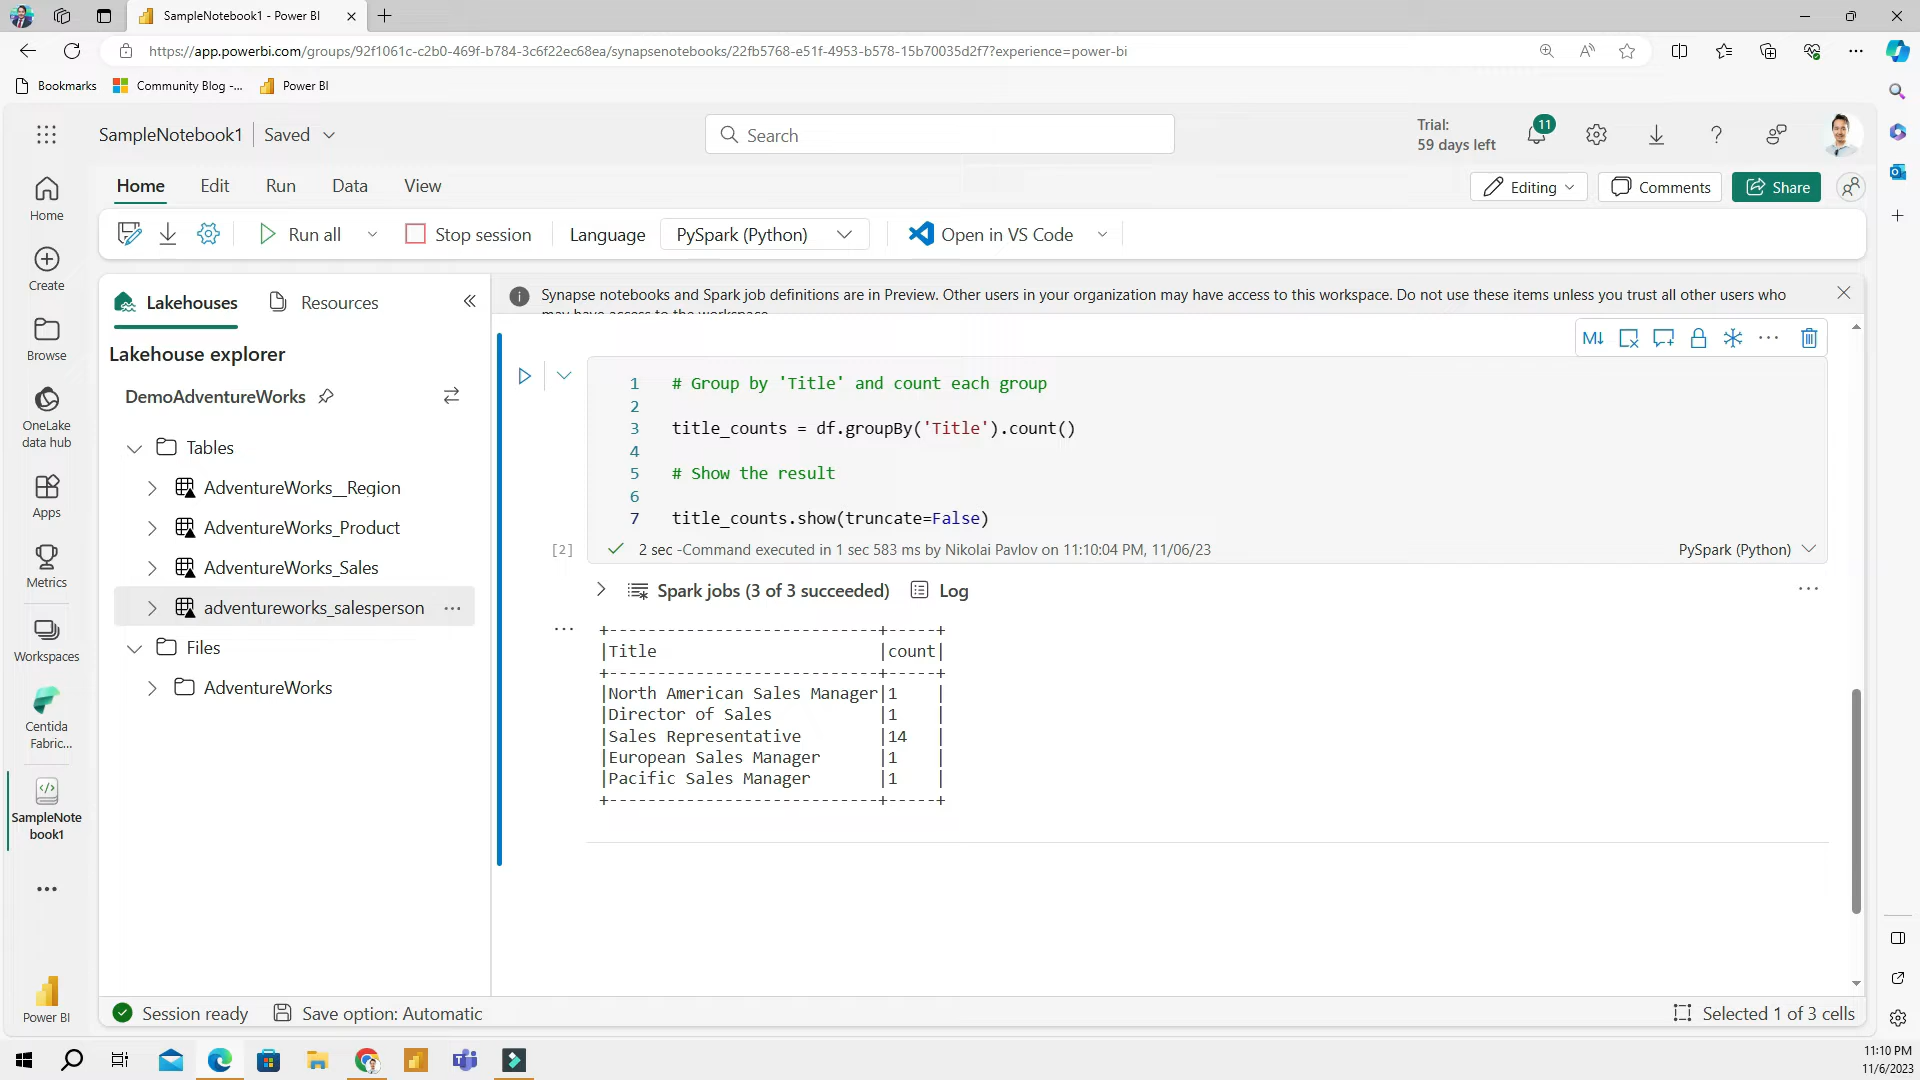 SampleNotebook1 - Power BI
https://app.powerbi.com/groups/92f1061c-c2b0-469f-b784-3c6f22ec68ea/synapsenotebooks/22fb5768-e51f-4953-b578-15b70035d2f7?experience=power-bi
Bookmarks
Community Blog -...
Power BI
SampleNotebook1
Saved
Search
Trial:
59 days left
11
Home
Edit
Run
Data
View
Editing
Comments
Share
Run all
Stop session
Language
PySpark (Python)
Open in VS Code
Home
Create
Browse
OneLake
data hub
Apps
Metrics
Workspaces
Centida
Fabric...
SampleNote
book1
Power BI
Lakehouses
Resources
Lakehouse explorer
DemoAdventureWorks
Tables
AdventureWorks__Region
AdventureWorks_Product
AdventureWorks_Sales
adventureworks_salesperson
Files
AdventureWorks
Synapse notebooks and Spark job definitions are in Preview. Other users in your organization may have access to this workspace. Do not use these items unless you trust all other users who
may have access to the workspace.
M↓
1 # Group by 'Title' and count each group
2
3 title_counts = df.groupBy('Title').count()
4
5 # Show the result
6
7 title_counts.show(truncate=False)
[2]
2 sec -Command executed in 1 sec 583 ms by Nikolai Pavlov on 11:10:04 PM, 11/06/23
PySpark (Python)
Spark jobs (3 of 3 succeeded)
Log
+----------------------------+-----+
|Title                       |count|
+----------------------------+-----+
|North American Sales Manager|1    |
|Director of Sales           |1    |
|Sales Representative        |14   |
|European Sales Manager      |1    |
|Pacific Sales Manager       |1    |
+----------------------------+-----+
Session ready
Save option: Automatic
Selected 1 of 3 cells
11:10 PM
11/6/2023